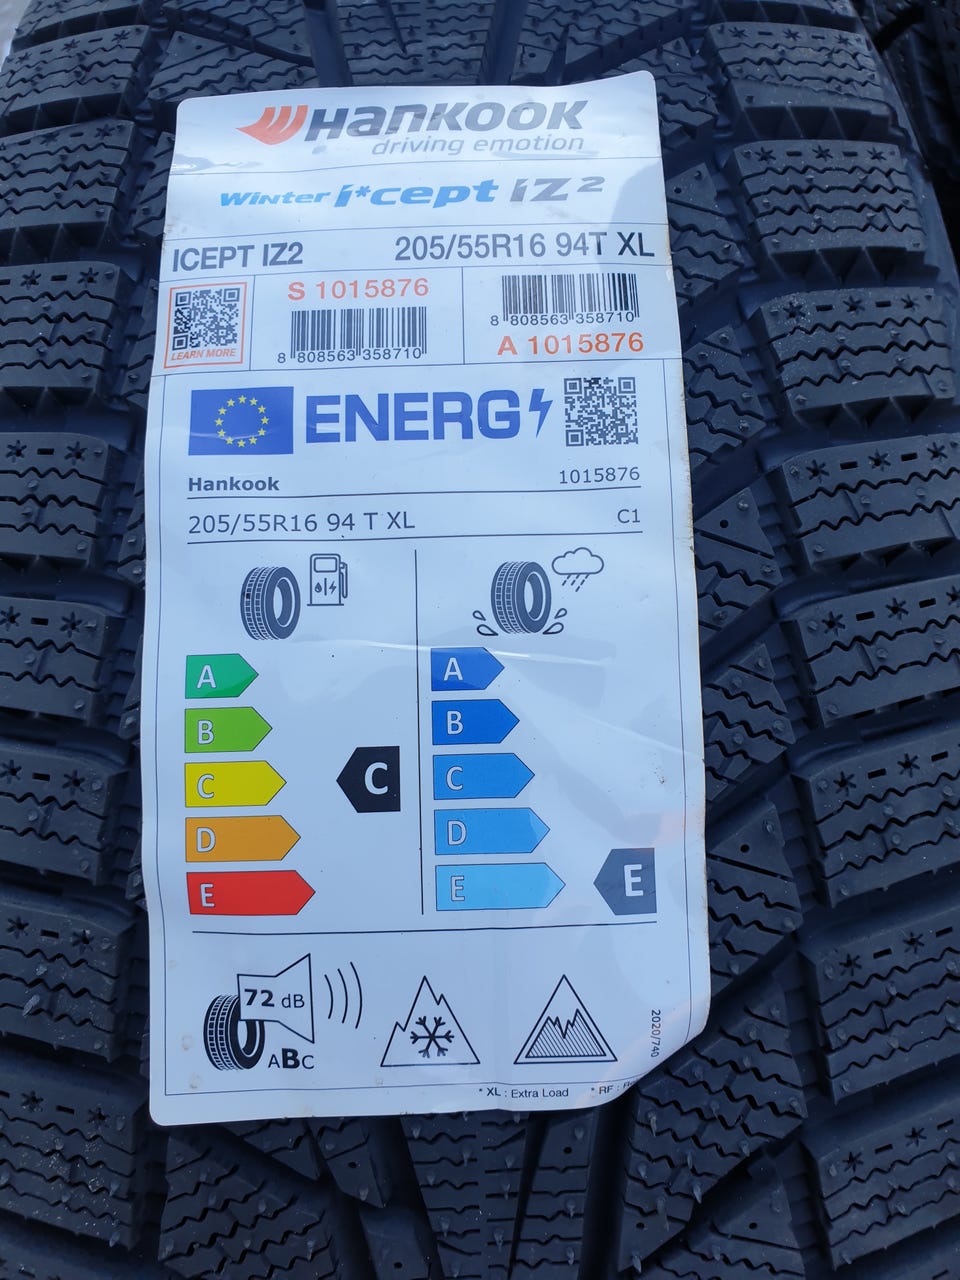 Hankook
driving emotion
Winter i*cept IZ²
ICEPT IZ2 205/55R16 94T XL
LEARN MORE
S 1015876
8 808563 358710
8 808563 358710
A 1015876
ENERG
Hankook 1015876
205/55R16 94 T XL C1
A
B
C
D
E
C
A
B
C
D
E
E
72 dB
ABC
2020/740
* XL : Extra Load * RF :